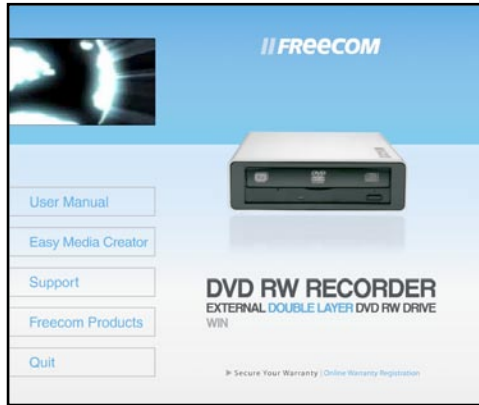 FREECOM
User Manual
Easy Media Creator
Support
Freecom Products
Quit
DVD RW RECORDER
EXTERNAL DOUBLE LAYER DVD RW DRIVE
WIN
Secure Your Warranty | Online Warranty Registration